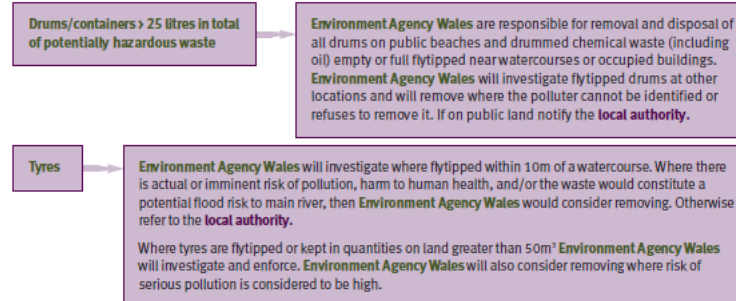 Drums/containers > 25 litres in total
of potentially hazardous waste
Environment Agency Wales are responsible for removal and disposal of
all drums on public beaches and drummed chemical waste (including
oil) empty or full flytipped near watercourses or occupied buildings.
Environment Agency Wales will investigate flytipped drums at other
locations and will remove where the polluter cannot be identified or
refuses to remove it. If on public land notify the local authority.
Tyres
Environment Agency Wales will investigate where flytipped within 10m of a watercourse. Where there
is actual or imminent risk of pollution, harm to human health, and/or the waste would constitute a
potential flood risk to main river, then Environment Agency Wales would consider removing. Otherwise
refer to the local authority.
Where tyres are flytipped or kept in quantities on land greater than 50m³ Environment Agency Wales
will investigate and enforce. Environment Agency Wales will also consider removing where risk of
serious pollution is considered to be high.